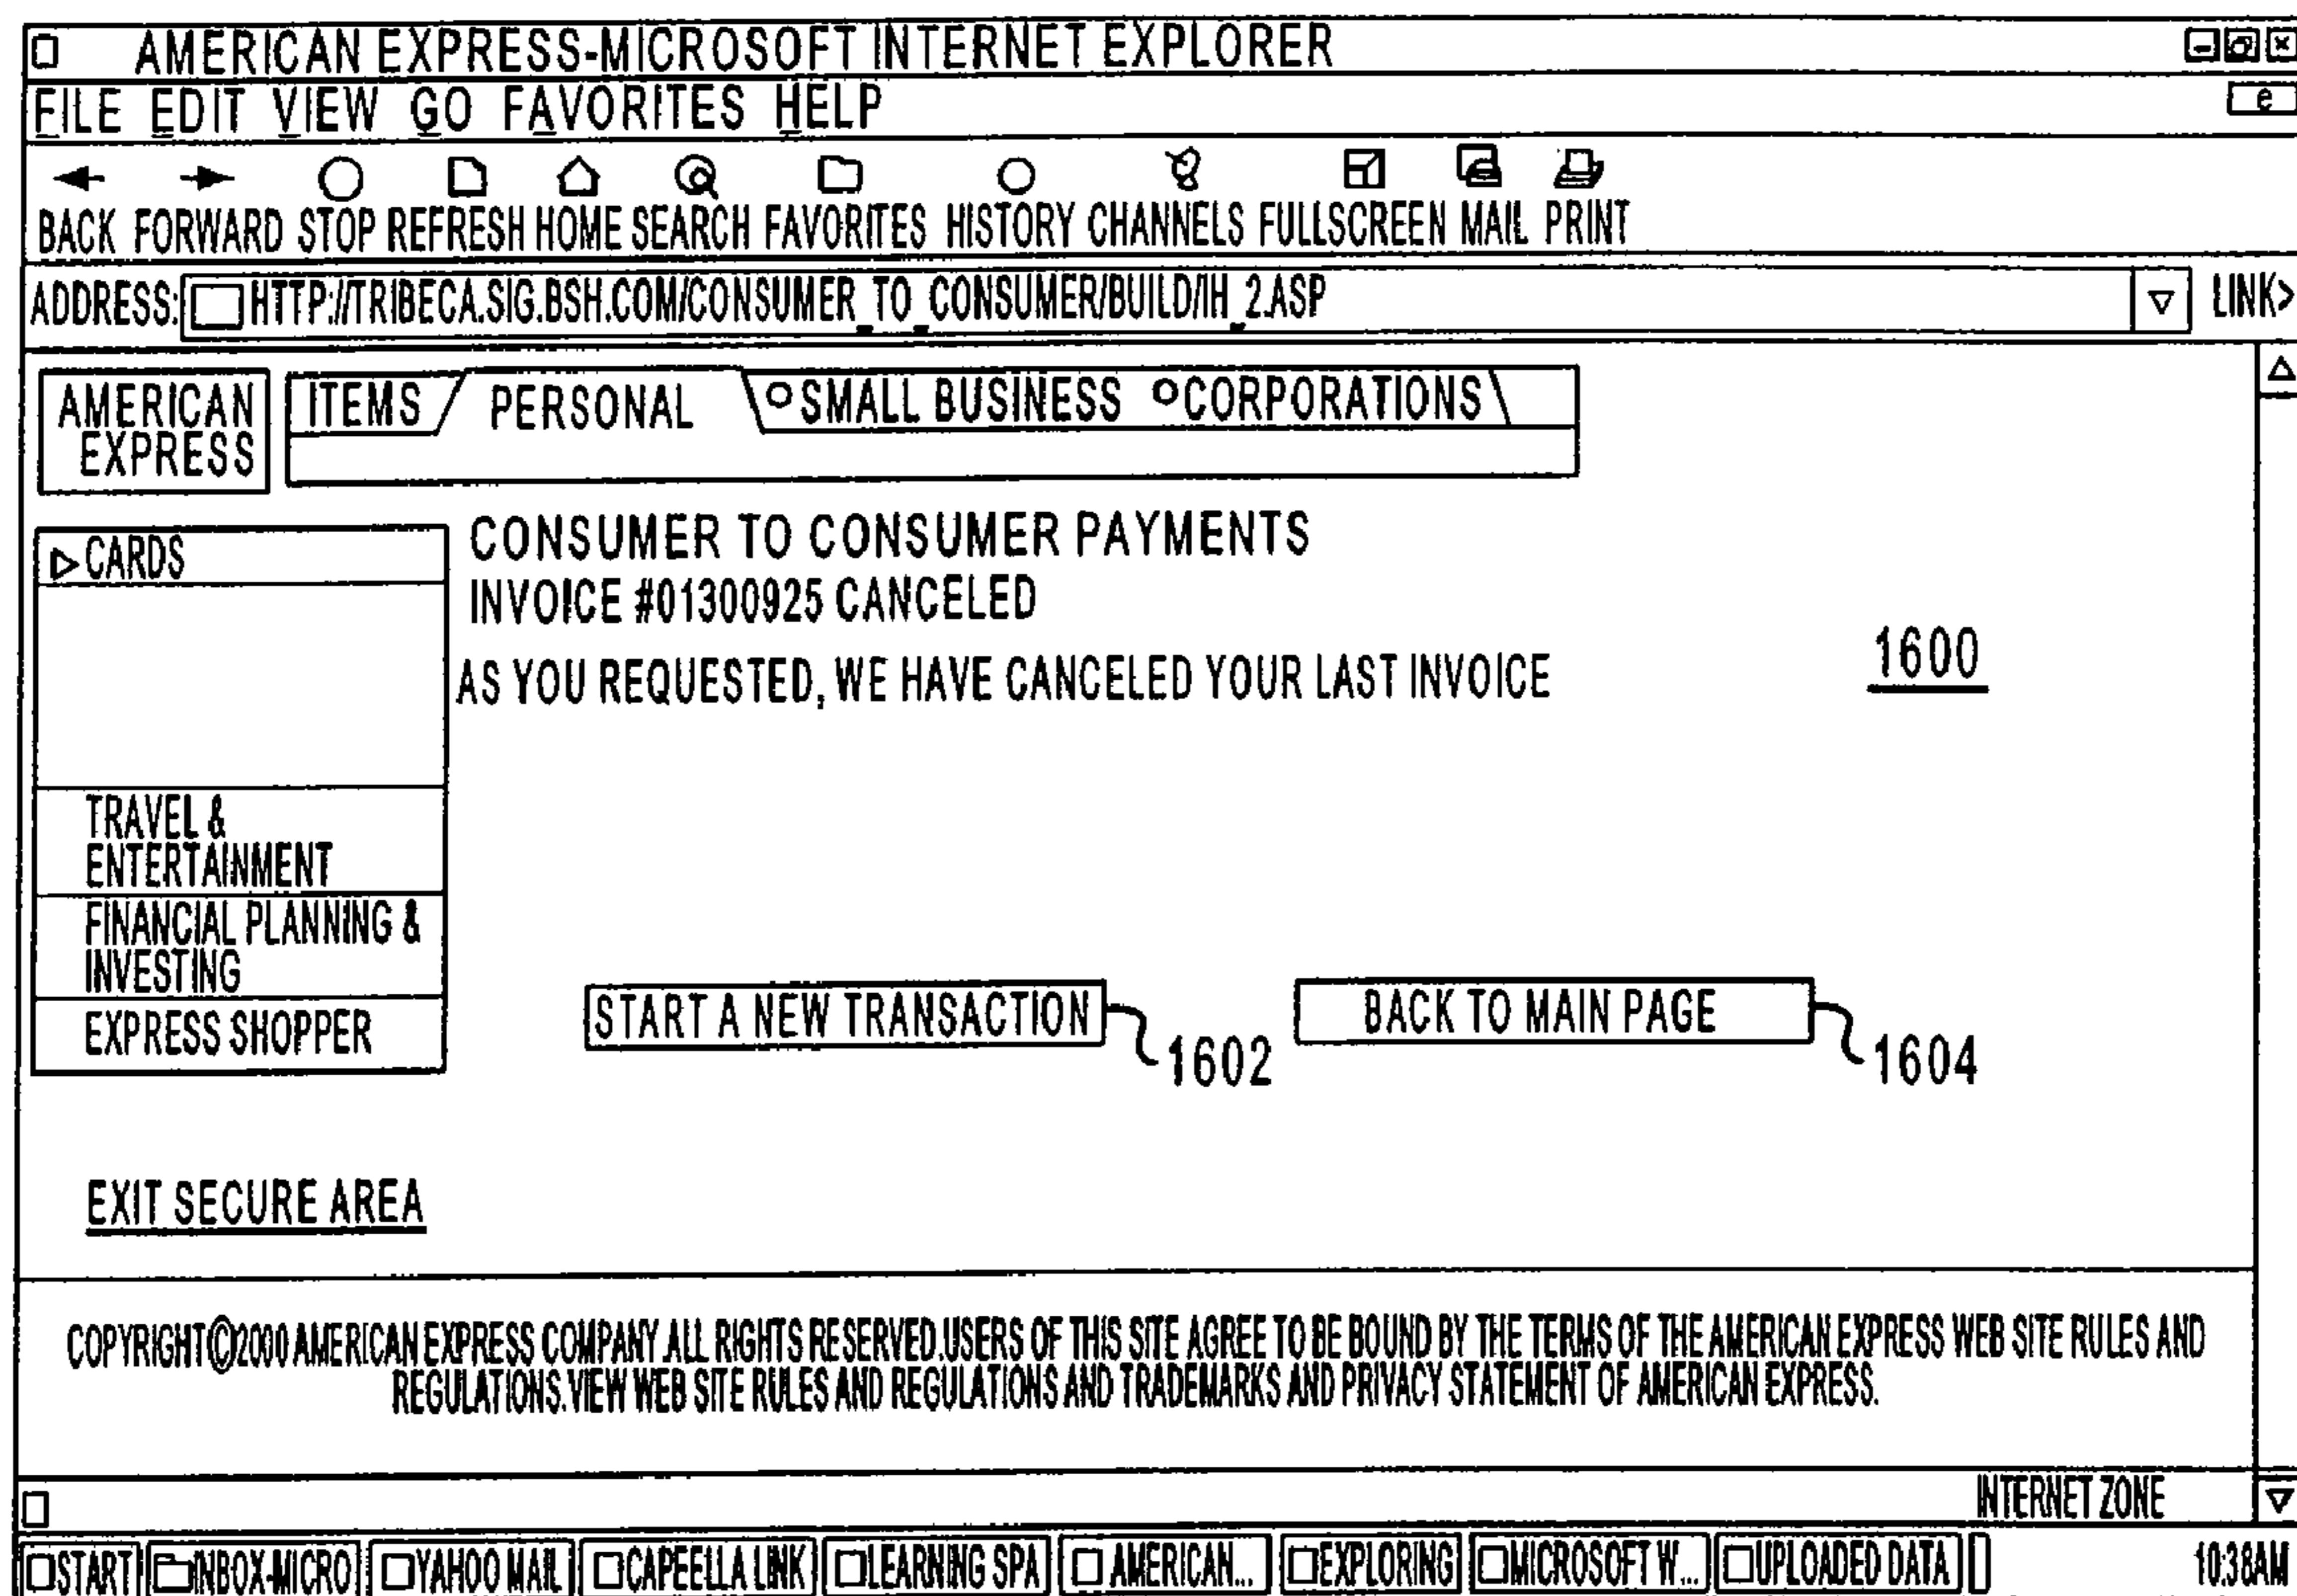 AMERICAN EXPRESS-MICROSOFT INTERNET EXPLORER
FILE EDIT VIEW GO FAVORITES HELP
e
BACK FORWARD STOP REFRESH HOME SEARCH FAVORITES HISTORY CHANNELS FULLSCREEN MAIL PRINT
ADDRESS: HTTP://TRIBECA.SIG.BSH.COM/CONSUMER_TO_CONSUMER/BUILD/IH_2.ASP LINK>
AMERICAN EXPRESS
ITEMS PERSONAL SMALL BUSINESS CORPORATIONS
CARDS
CONSUMER TO CONSUMER PAYMENTS
INVOICE #01300925 CANCELED
AS YOU REQUESTED, WE HAVE CANCELED YOUR LAST INVOICE
1600
TRAVEL &
ENTERTAINMENT
FINANCIAL PLANNING &
INVESTING
EXPRESS SHOPPER
START A NEW TRANSACTION 1602
BACK TO MAIN PAGE 1604
EXIT SECURE AREA
COPYRIGHT©2000 AMERICAN EXPRESS COMPANY.ALL RIGHTS RESERVED.USERS OF THIS SITE AGREE TO BE BOUND BY THE TERMS OF THE AMERICAN EXPRESS WEB SITE RULES AND
REGULATIONS.VIEW WEB SITE RULES AND REGULATIONS AND TRADEMARKS AND PRIVACY STATEMENT OF AMERICAN EXPRESS.
INTERNET ZONE
START INBOX-MICRO YAHOO MAIL CAPEELLA LINK LEARNING SPA AMERICAN... EXPLORING MICROSOFT W... UPLOADED DATA 10:38AM